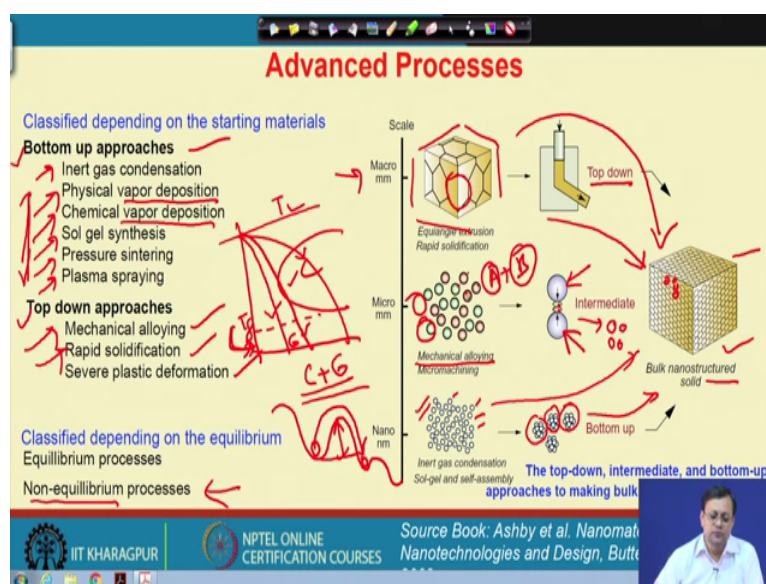 Advanced Processes
Classified depending on the starting materials
Bottom up approaches
Inert gas condensation
Physical vapor deposition
Chemical vapor deposition
Sol gel synthesis
Pressure sintering
Plasma spraying
Top down approaches
Mechanical alloying
Rapid solidification
Severe plastic deformation
Classified depending on the equilibrium
Equillibrium processes
Non-equilibrium processes
TL
C+G
Scale
Macro
mm
Equiangle extrusion
Rapid solidification
Top down
A+B
Micro
mm
Mechanical alloying
Micromachining
Intermediate
Bulk nanostructured
solid
Nano
nm
Inert gas condensation
Sol-gel and self-assembly
Bottom up
The top-down, intermediate, and bottom-up
approaches to making bulk
IIT KHARAGPUR
NPTEL ONLINE
CERTIFICATION COURSES
Source Book: Ashby et al.
Nanotechnologies and Design,